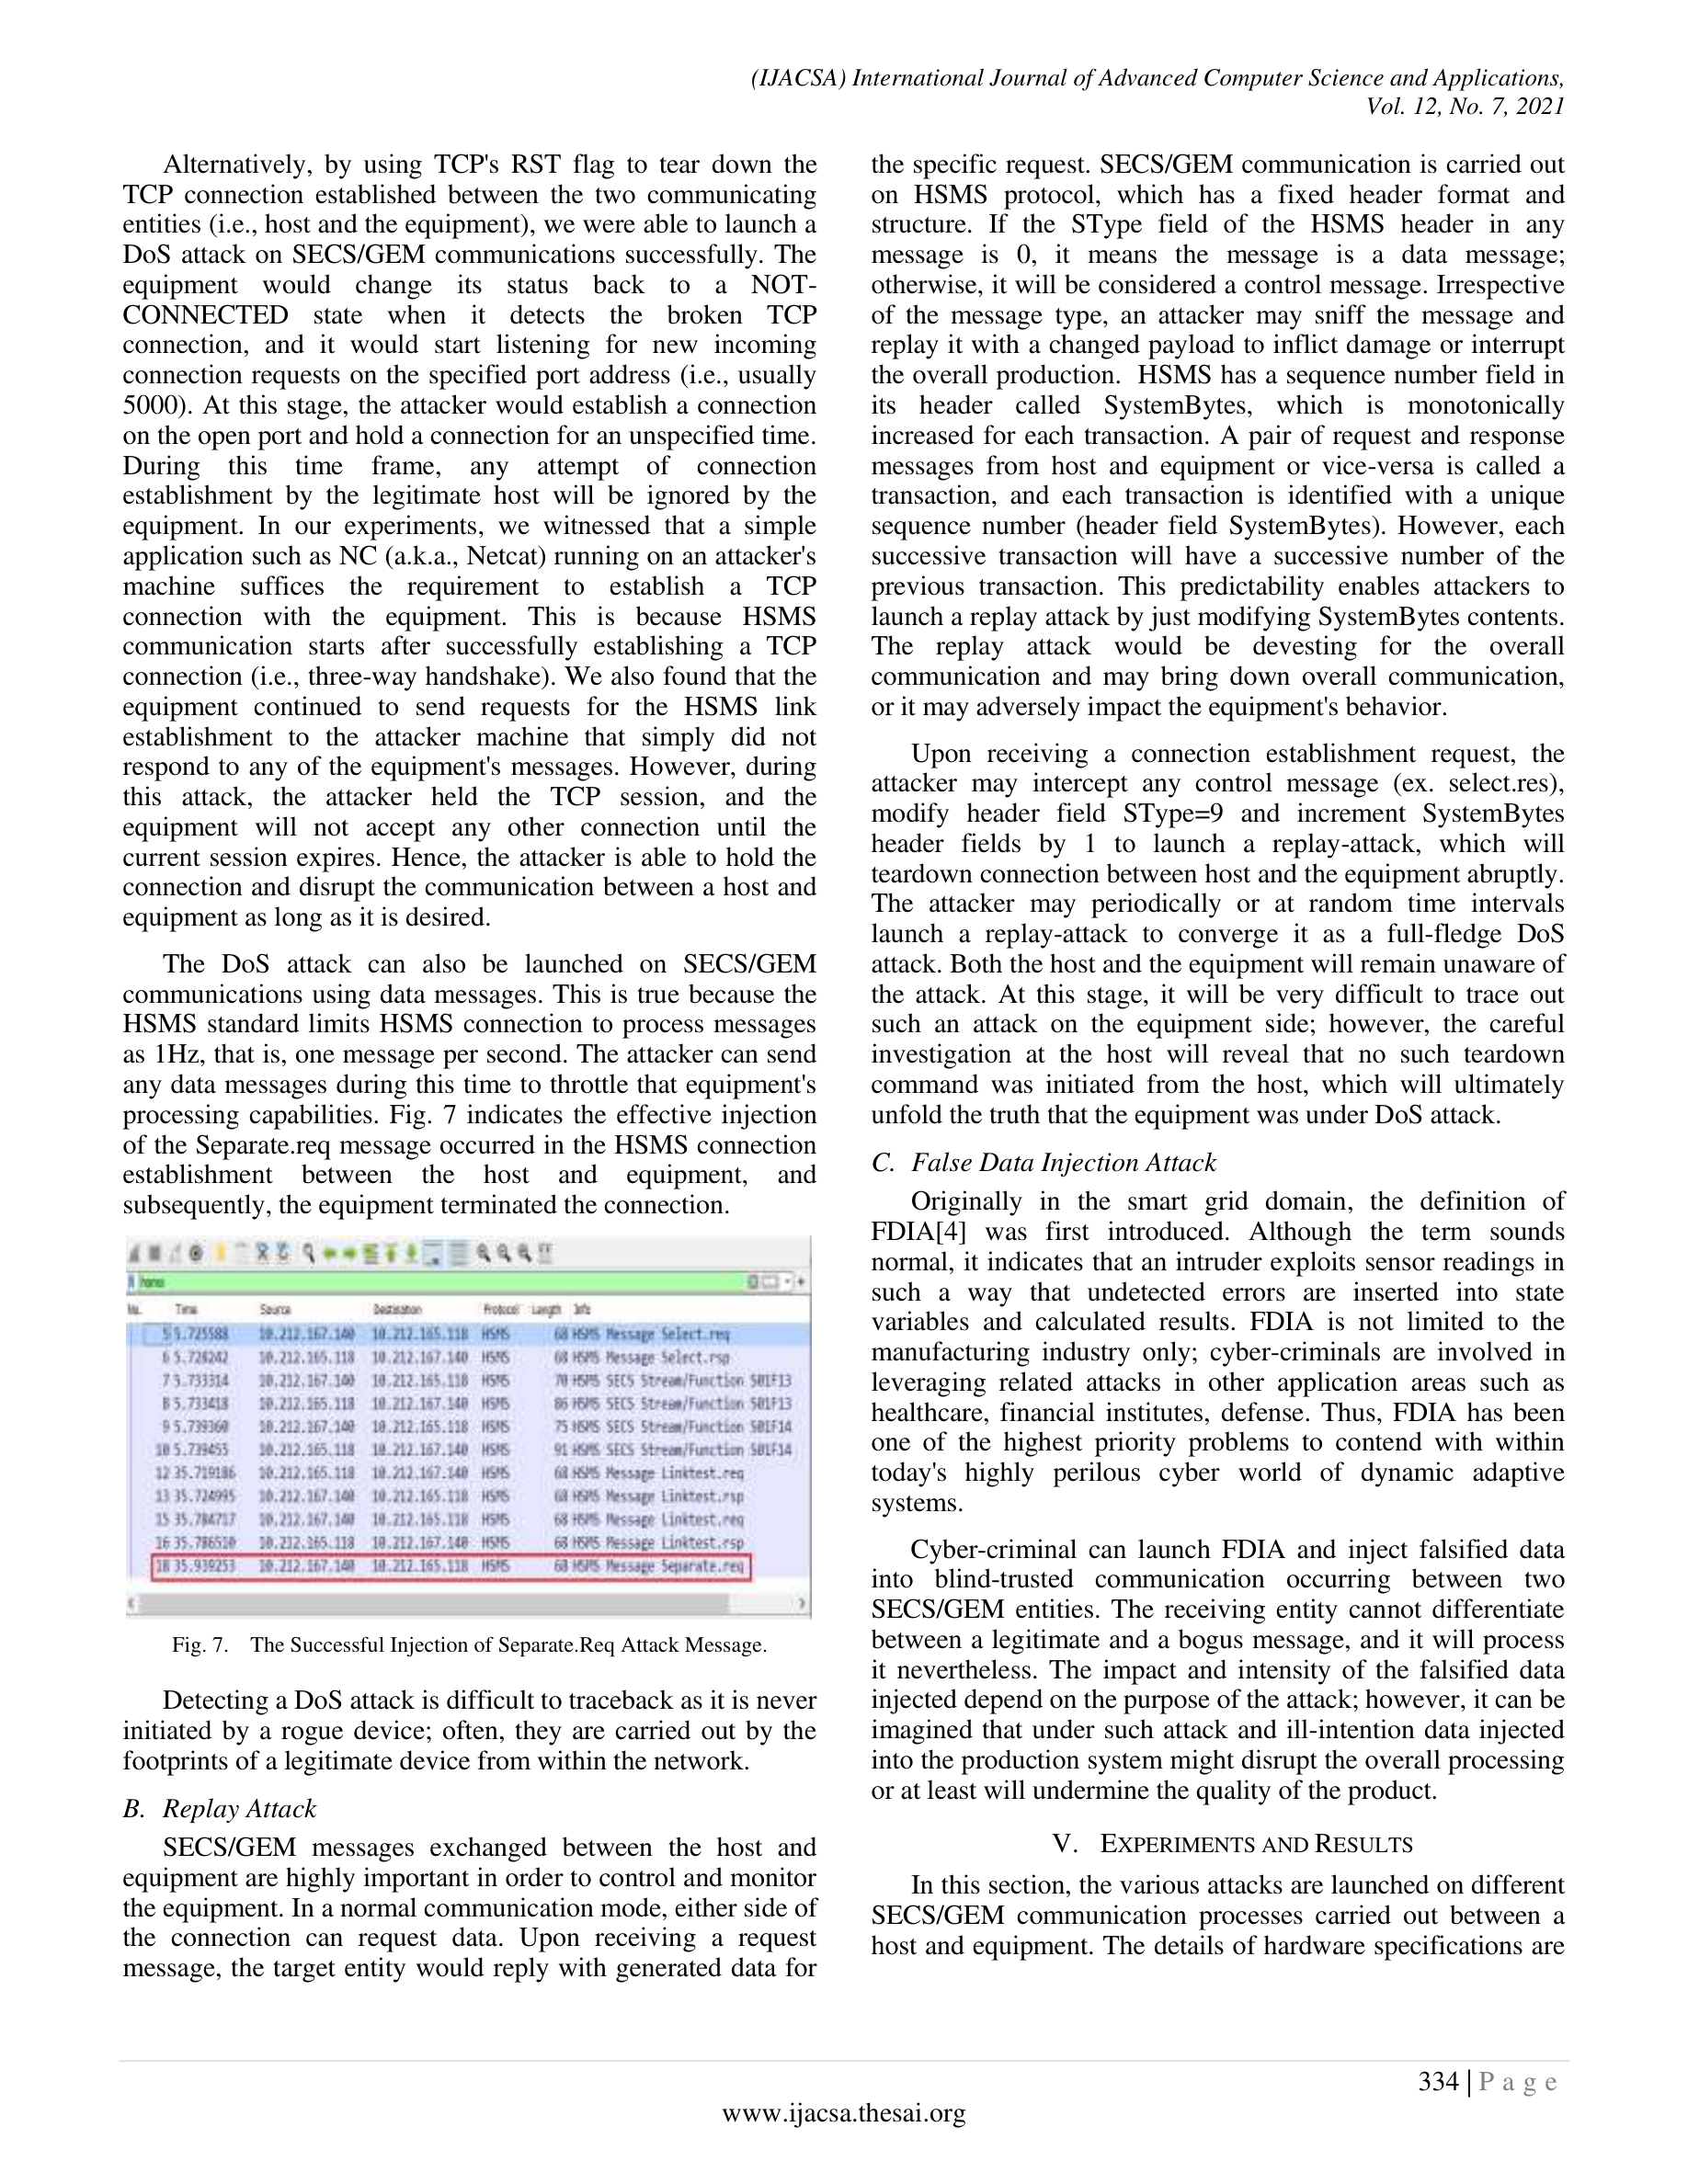 (IJACSA) International Journal of Advanced Computer Science and Applications,
Vol. 12, No. 7, 2021
Alternatively, by using TCP's RST flag to tear down the
TCP connection established between the two communicating
entities (i.e., host and the equipment), we were able to launch a
DoS attack on SECS/GEM communications successfully. The
equipment would change its status back to a NOT-
CONNECTED state when it detects the broken TCP
connection, and it would start listening for new incoming
connection requests on the specified port address (i.e., usually
5000). At this stage, the attacker would establish a connection
on the open port and hold a connection for an unspecified time.
During this time frame, any attempt of connection
establishment by the legitimate host will be ignored by the
equipment. In our experiments, we witnessed that a simple
application such as NC (a.k.a., Netcat) running on an attacker's
machine suffices the requirement to establish a TCP
connection with the equipment. This is because HSMS
communication starts after successfully establishing a TCP
connection (i.e., three-way handshake). We also found that the
equipment continued to send requests for the HSMS link
establishment to the attacker machine that simply did not
respond to any of the equipment's messages. However, during
this attack, the attacker held the TCP session, and the
equipment will not accept any other connection until the
current session expires. Hence, the attacker is able to hold the
connection and disrupt the communication between a host and
equipment as long as it is desired.
The DoS attack can also be launched on SECS/GEM
communications using data messages. This is true because the
HSMS standard limits HSMS connection to process messages
as 1Hz, that is, one message per second. The attacker can send
any data messages during this time to throttle that equipment's
processing capabilities. Fig. 7 indicates the effective injection
of the Separate.req message occurred in the HSMS connection
establishment between the host and equipment, and
subsequently, the equipment terminated the connection.
hsms
No. Time Source Destination Protocol Length Info
5 5.725588 10.212.167.140 10.212.165.118 HSMS 68 HSMS Message Select.req
6 5.728242 10.212.165.118 10.212.167.140 HSMS 68 HSMS Message Select.rsp
7 5.733314 10.212.167.140 10.212.165.118 HSMS 70 HSMS SECS Stream/Function S01F13
8 5.733418 10.212.165.118 10.212.167.140 HSMS 86 HSMS SECS Stream/Function S01F13
9 5.739360 10.212.167.140 10.212.165.118 HSMS 75 HSMS SECS Stream/Function S01F14
10 5.739455 10.212.165.118 10.212.167.140 HSMS 91 HSMS SECS Stream/Function S01F14
12 35.719186 10.212.165.118 10.212.167.140 HSMS 68 HSMS Message Linktest.req
13 35.724995 10.212.167.140 10.212.165.118 HSMS 68 HSMS Message Linktest.rsp
15 35.784717 10.212.167.140 10.212.165.118 HSMS 68 HSMS Message Linktest.req
16 35.786510 10.212.165.118 10.212.167.140 HSMS 68 HSMS Message Linktest.rsp
18 35.939253 10.212.167.140 10.212.165.118 HSMS 68 HSMS Message Separate.req
Fig. 7. The Successful Injection of Separate.Req Attack Message.
Detecting a DoS attack is difficult to traceback as it is never
initiated by a rogue device; often, they are carried out by the
footprints of a legitimate device from within the network.
B. Replay Attack
SECS/GEM messages exchanged between the host and
equipment are highly important in order to control and monitor
the equipment. In a normal communication mode, either side of
the connection can request data. Upon receiving a request
message, the target entity would reply with generated data for
the specific request. SECS/GEM communication is carried out
on HSMS protocol, which has a fixed header format and
structure. If the SType field of the HSMS header in any
message is 0, it means the message is a data message;
otherwise, it will be considered a control message. Irrespective
of the message type, an attacker may sniff the message and
replay it with a changed payload to inflict damage or interrupt
the overall production. HSMS has a sequence number field in
its header called SystemBytes, which is monotonically
increased for each transaction. A pair of request and response
messages from host and equipment or vice-versa is called a
transaction, and each transaction is identified with a unique
sequence number (header field SystemBytes). However, each
successive transaction will have a successive number of the
previous transaction. This predictability enables attackers to
launch a replay attack by just modifying SystemBytes contents.
The replay attack would be devesting for the overall
communication and may bring down overall communication,
or it may adversely impact the equipment's behavior.
Upon receiving a connection establishment request, the
attacker may intercept any control message (ex. select.res),
modify header field SType=9 and increment SystemBytes
header fields by 1 to launch a replay-attack, which will
teardown connection between host and the equipment abruptly.
The attacker may periodically or at random time intervals
launch a replay-attack to converge it as a full-fledge DoS
attack. Both the host and the equipment will remain unaware of
the attack. At this stage, it will be very difficult to trace out
such an attack on the equipment side; however, the careful
investigation at the host will reveal that no such teardown
command was initiated from the host, which will ultimately
unfold the truth that the equipment was under DoS attack.
C. False Data Injection Attack
Originally in the smart grid domain, the definition of
FDIA[4] was first introduced. Although the term sounds
normal, it indicates that an intruder exploits sensor readings in
such a way that undetected errors are inserted into state
variables and calculated results. FDIA is not limited to the
manufacturing industry only; cyber-criminals are involved in
leveraging related attacks in other application areas such as
healthcare, financial institutes, defense. Thus, FDIA has been
one of the highest priority problems to contend with within
today's highly perilous cyber world of dynamic adaptive
systems.
Cyber-criminal can launch FDIA and inject falsified data
into blind-trusted communication occurring between two
SECS/GEM entities. The receiving entity cannot differentiate
between a legitimate and a bogus message, and it will process
it nevertheless. The impact and intensity of the falsified data
injected depend on the purpose of the attack; however, it can be
imagined that under such attack and ill-intention data injected
into the production system might disrupt the overall processing
or at least will undermine the quality of the product.
V. EXPERIMENTS AND RESULTS
In this section, the various attacks are launched on different
SECS/GEM communication processes carried out between a
host and equipment. The details of hardware specifications are
334 | Page
www.ijacsa.thesai.org